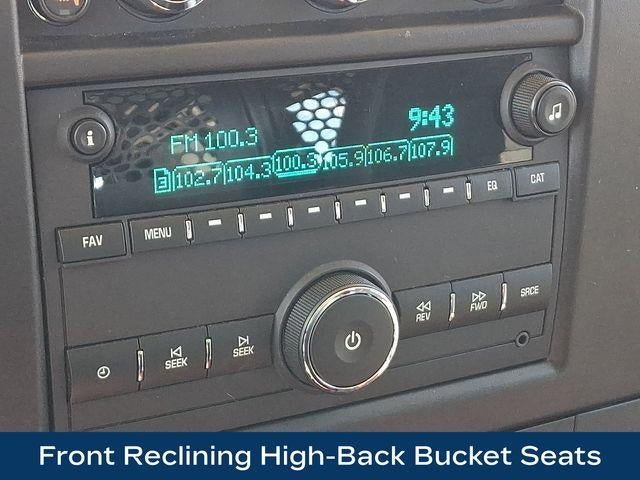 9:43
FM 100.3
3 102.7 104.3 100.3 105.9 106.7 107.9
i
FAV MENU EQ CAT
SEEK SEEK REV FWD SRCE
Front Reclining High-Back Bucket Seats